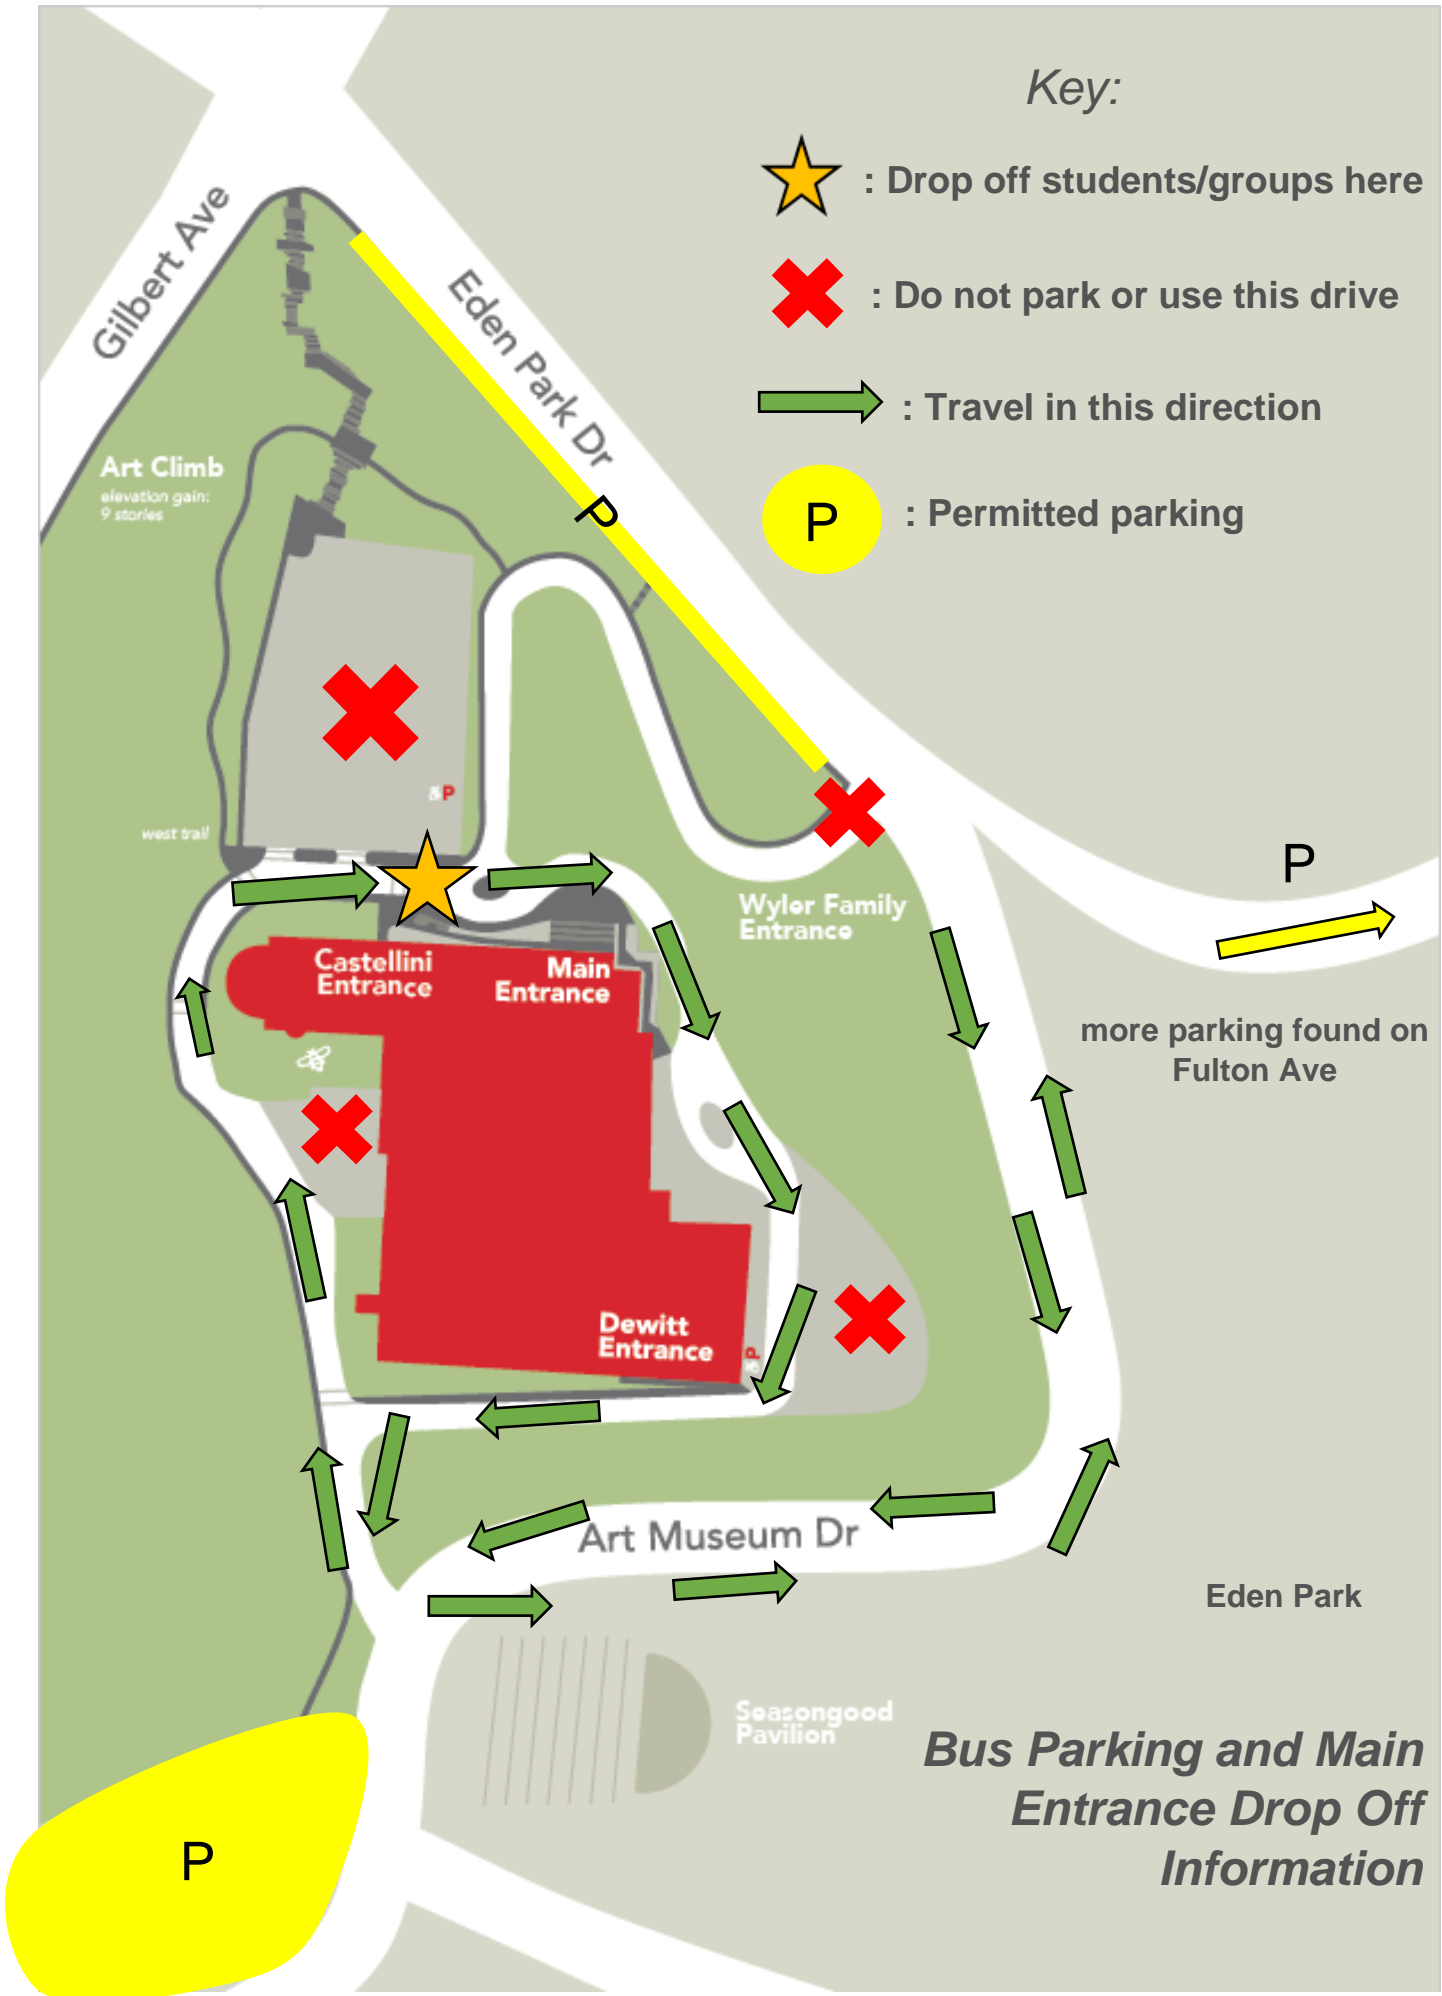 Key:
: Drop off students/groups here
: Do not park or use this drive
: Travel in this direction
P
: Permitted parking
Gilbert Ave
Eden Park Dr
P
Art Climb
elevation gain:
9 stories
P
west trail
P
Wyler Family
Entrance
Castellini
Entrance
Main
Entrance
more parking found on
Fulton Ave
Dewitt
Entrance
P
Art Museum Dr
Eden Park
Seasongood
Pavilion
Bus Parking and Main
Entrance Drop Off
Information
P